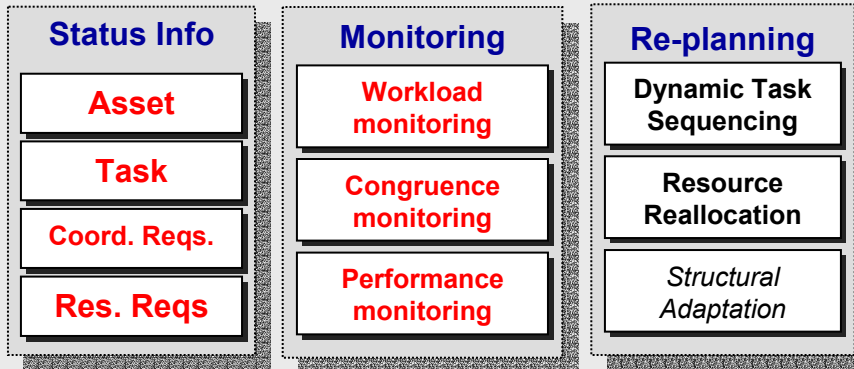 Status Info
Asset
Task
Coord. Reqs.
Res. Reqs
Monitoring
Workload
monitoring
Congruence
monitoring
Performance
monitoring
Re-planning
Dynamic Task
Sequencing
Resource
Reallocation
Structural
Adaptation